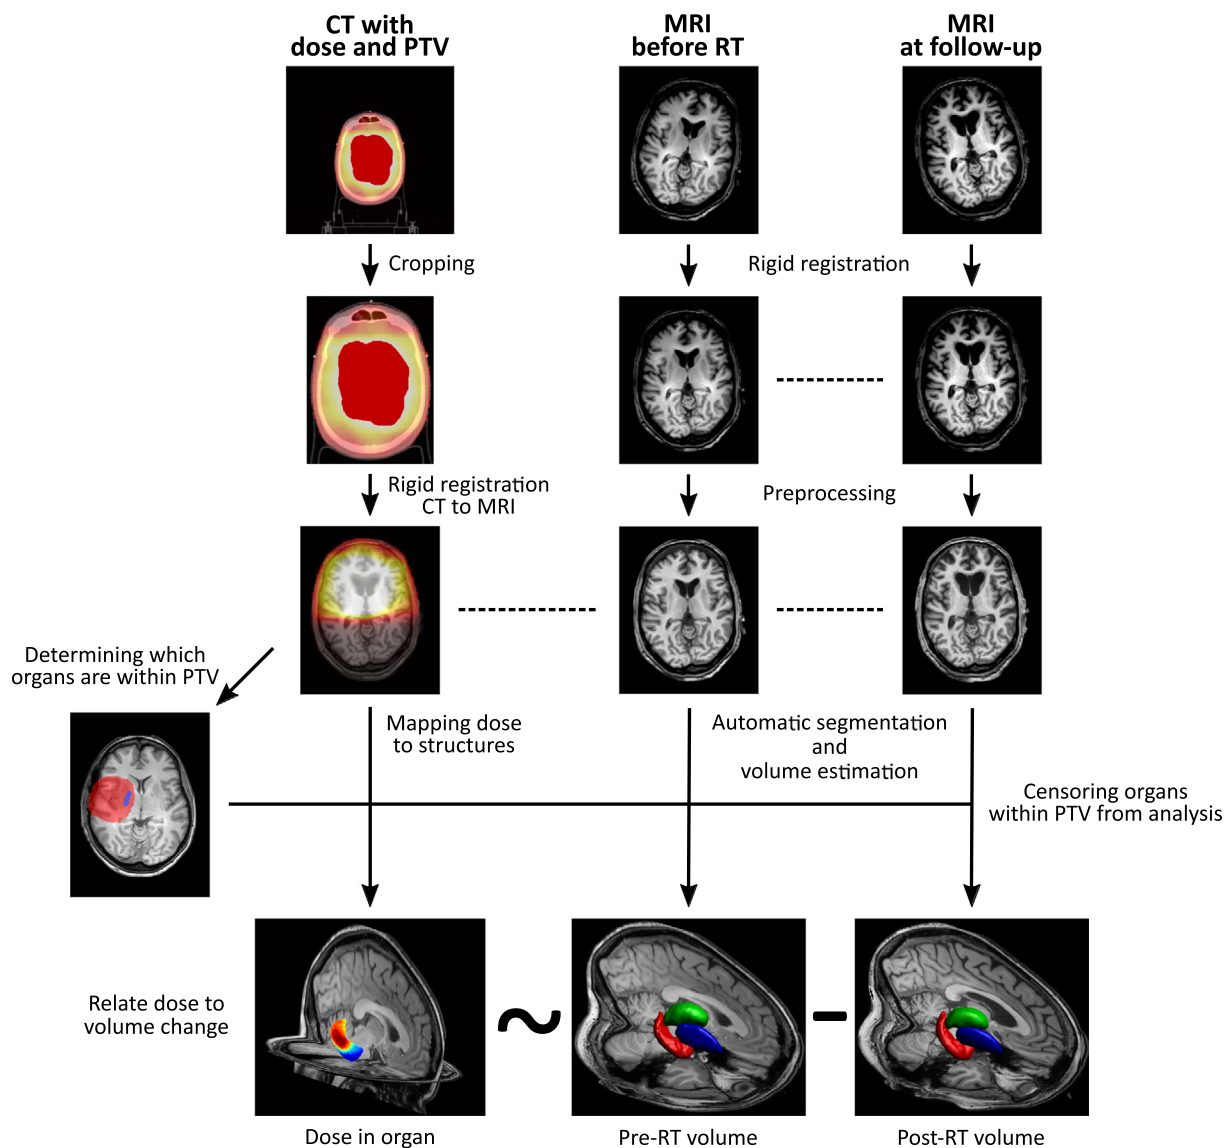 CT with
dose and PTV
MRI
before RT
MRI
at follow-up
Cropping
Rigid registration
Rigid registration
CT to MRI
Preprocessing
Determining which
organs are within PTV
Mapping dose
to structures
Automatic segmentation
and
volume estimation
Censoring organs
within PTV from analysis
Relate dose to
volume change
~
-
Dose in organ
Pre-RT volume
Post-RT volume